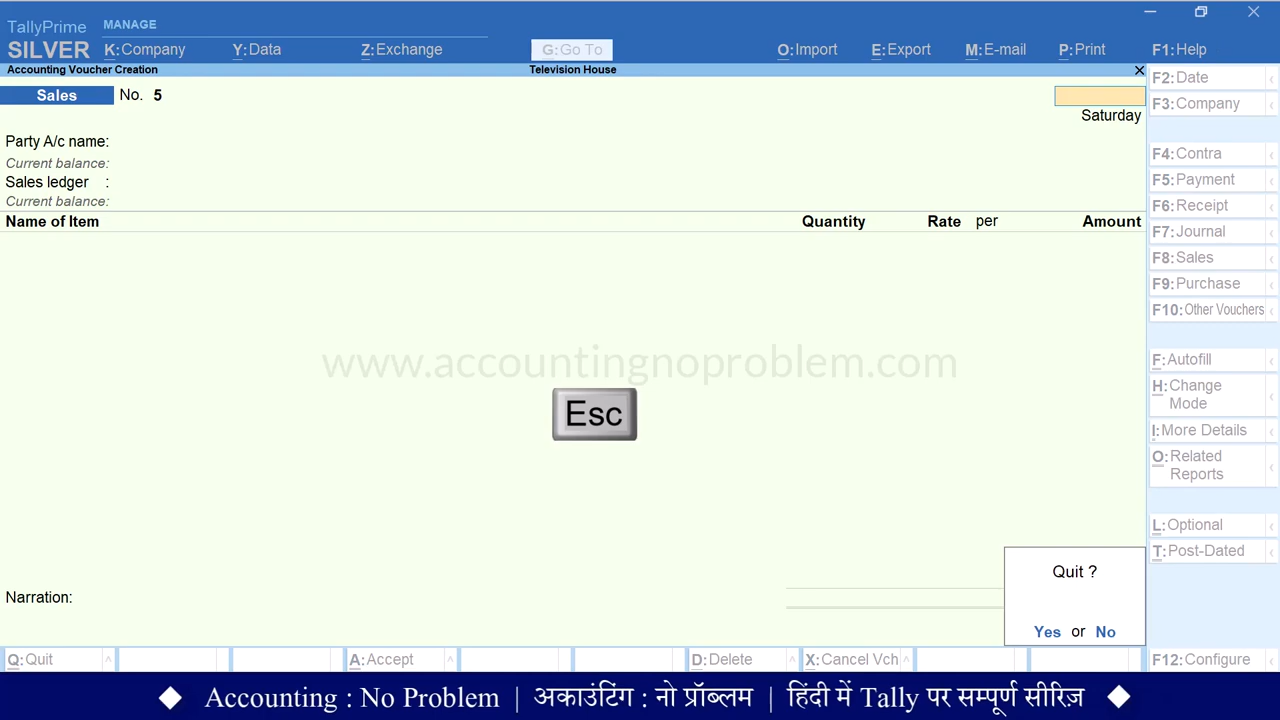 TallyPrime MANAGE
SILVER K:Company Y:Data Z:Exchange G:Go To O:Import E:Export M:E-mail P:Print F1:Help
Accounting Voucher Creation Television House
Sales No. 5
Saturday
Party A/c name:
Current balance:
Sales ledger :
Current balance:
Name of Item Quantity Rate per Amount
www.accountingnoproblem.com
Esc
Quit ?
Yes or No
Narration:
F2:Date
F3:Company
F4:Contra
F5:Payment
F6:Receipt
F7:Journal
F8:Sales
F9:Purchase
F10:Other Vouchers
F:Autofill
H:Change
Mode
I:More Details
O:Related
Reports
L:Optional
T:Post-Dated
Q:Quit A:Accept D:Delete X:Cancel Vch F12:Configure
Accounting : No Problem | अकाउंटिंग : नो प्रॉब्लम | हिंदी में Tally पर सम्पूर्ण सीरिज़